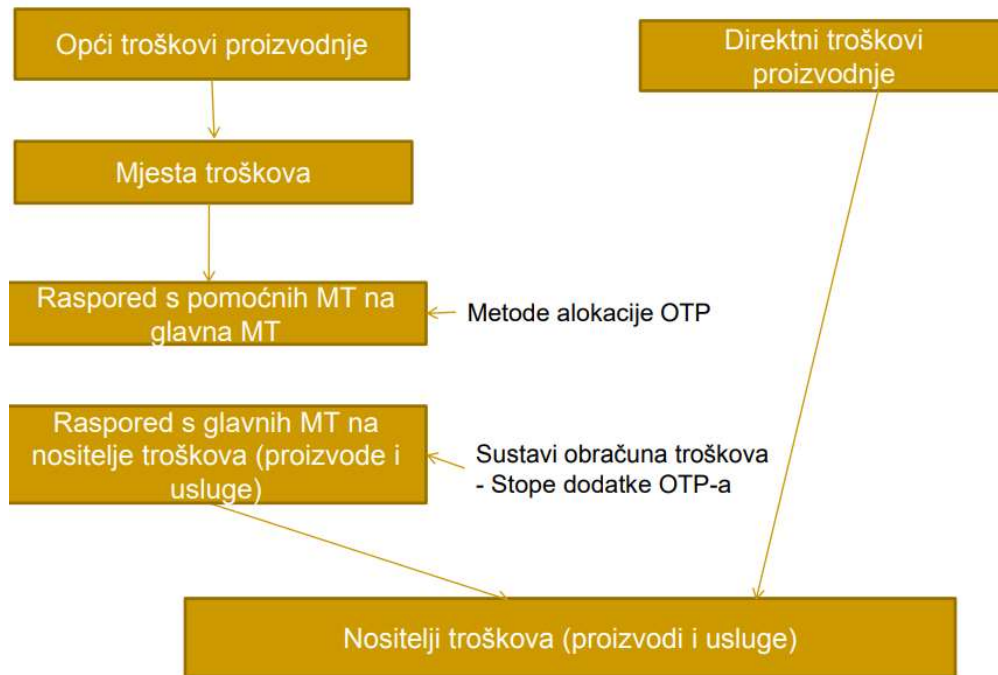 Opći troškovi proizvodnje
Direktni troškovi
proizvodnje
Mjesta troškova
Raspored s pomoćnih MT na
glavna MT
Metode alokacije OTP
Raspored s glavnih MT na
nositelje troškova (proizvode i
usluge)
Sustavi obračuna troškova
- Stope dodatke OTP-a
Nositelji troškova (proizvodi i usluge)